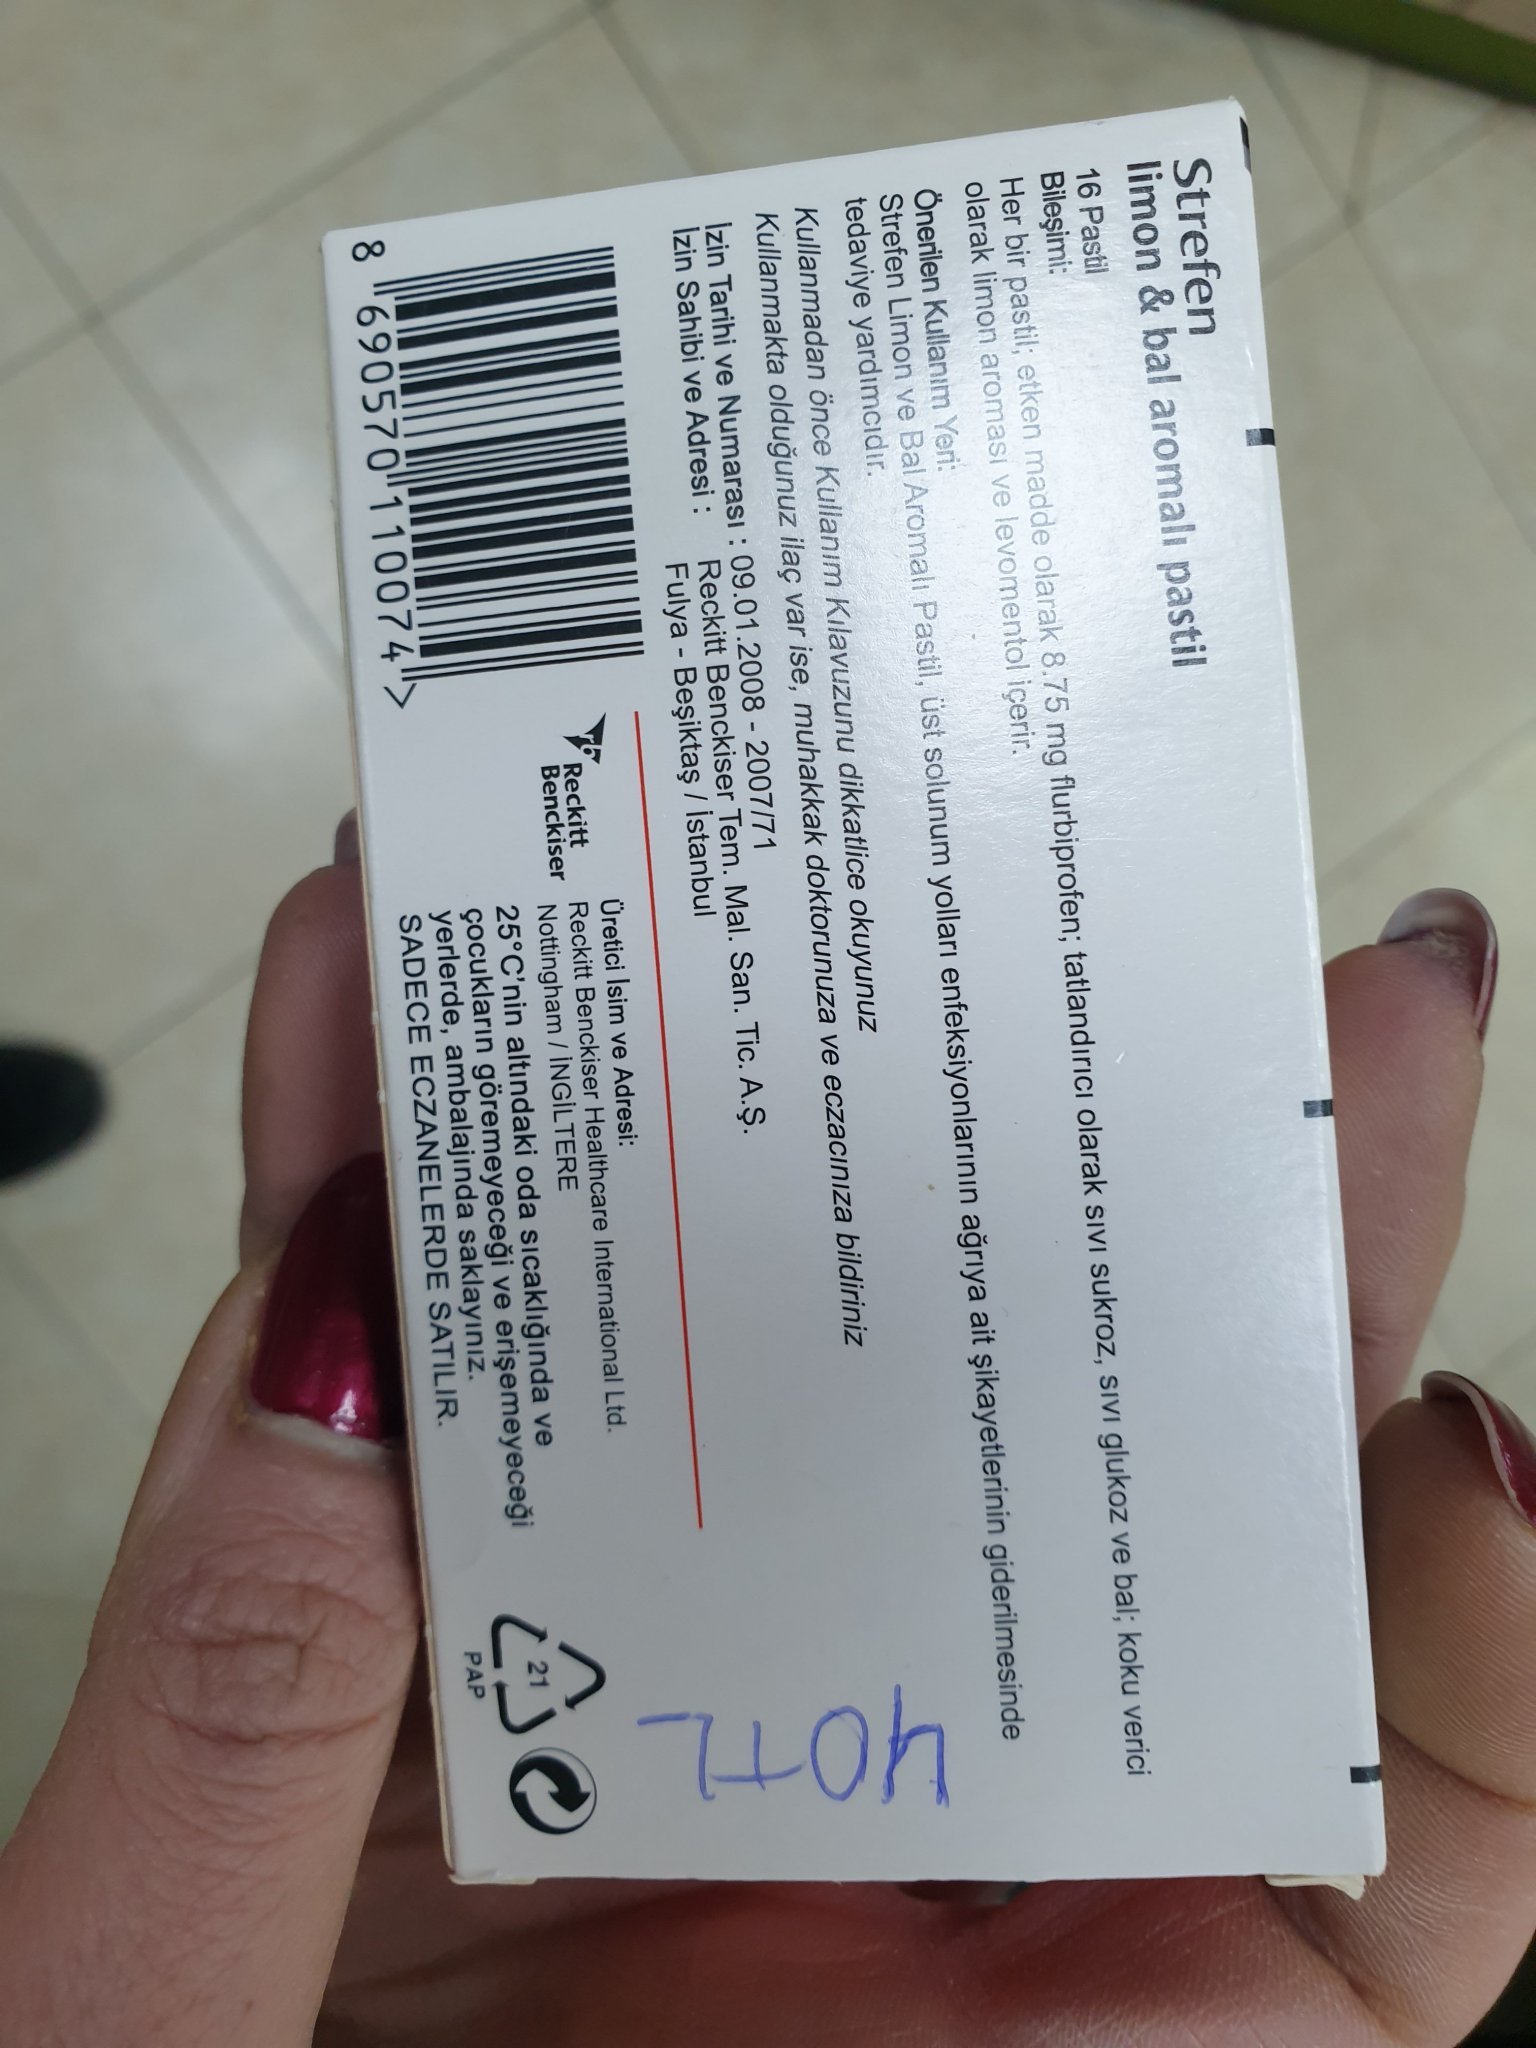 Strefen
limon & bal aromalı pastil
16 Pastil
Bileşimi:
Her bir pastil; etken madde olarak 8.75 mg flurbiprofen; tatlandırıcı olarak sıvı sukroz, sıvı glukoz ve bal; koku verici
olarak limon aroması ve levomentol içerir.
Önerilen Kullanım Yeri:
Strefen Limon ve Bal Aromalı Pastil, üst solunum yolları enfeksiyonlarının ağrıya ait şikayetlerinin giderilmesinde
tedaviye yardımcıdır.
Kullanmadan önce Kullanım Kılavuzunu dikkatlice okuyunuz
Kullanmakta olduğunuz ilaç var ise, muhakkak doktorunuza ve eczacınıza bildiriniz
İzin Tarihi ve Numarası : 09.01.2008 - 2007/71
İzin Sahibi ve Adresi : Reckitt Benckiser Tem. Mal. San. Tic. A.Ş.
Fulya - Beşiktaş / İstanbul
8 690570 110074 >
rb
Reckitt
Benckiser
Üretici İsim ve Adresi:
Reckitt Benckiser Healthcare International Ltd.
Nottingham / İNGİLTERE
25°C'nin altındaki oda sıcaklığında ve
çocukların göremeyeceği ve erişemeyeceği
yerlerde, ambalajında saklayınız.
SADECE ECZANELERDE SATILIR.
21
PAP